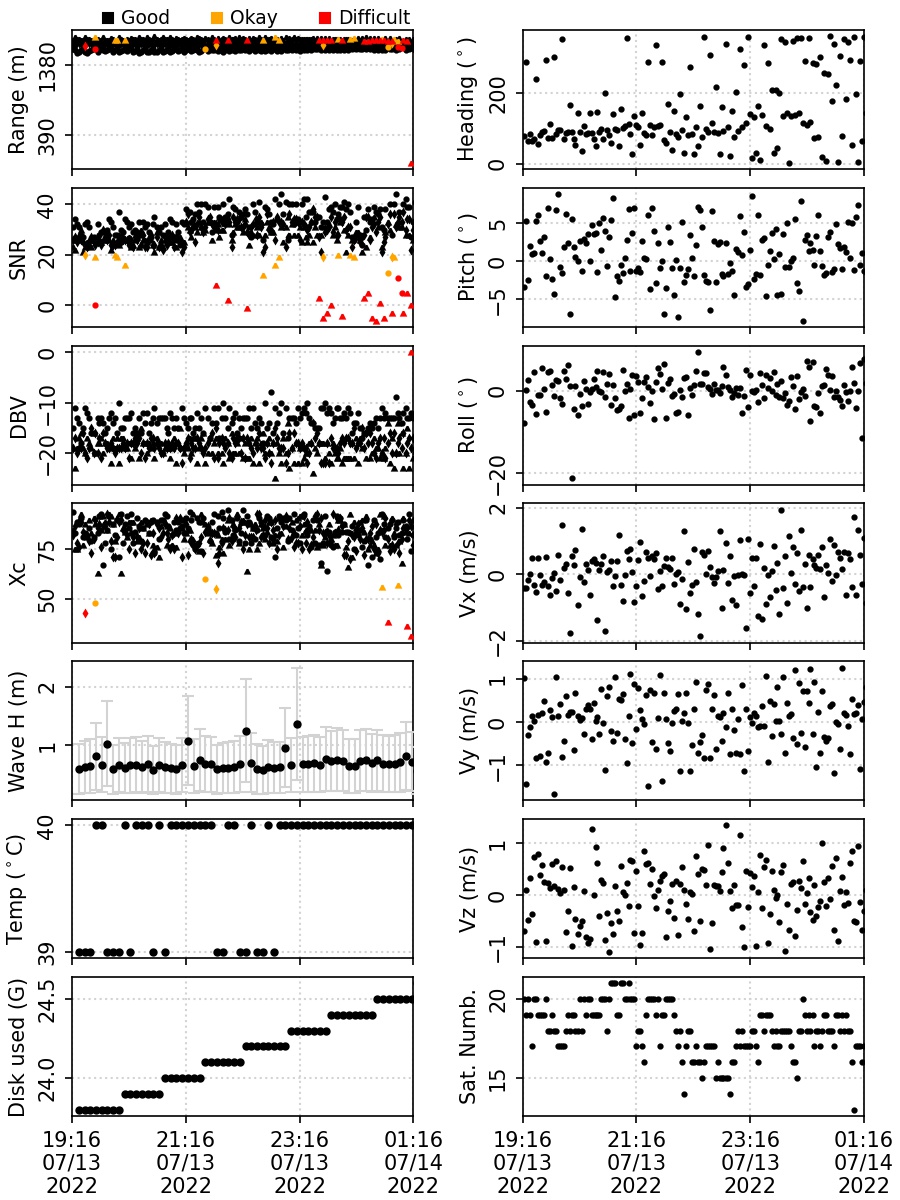 Good Okay Difficult
Range (m)
1380
390
Heading (°)
200
0
SNR
40
20
0
Pitch (°)
5
0
−5
DBV
0
−10
−20
Roll (°)
0
−20
Xc
75
50
Vx (m/s)
2
0
−2
Wave H (m)
2
1
Vy (m/s)
1
0
−1
Temp (°C)
40
39
Vz (m/s)
1
0
−1
Disk used (G)
24.5
24.0
Sat. Numb.
20
15
19:16 21:16 23:16 01:16
07/13 07/13 07/13 07/14
2022 2022 2022 2022
19:16 21:16 23:16 01:16
07/13 07/13 07/13 07/14
2022 2022 2022 2022